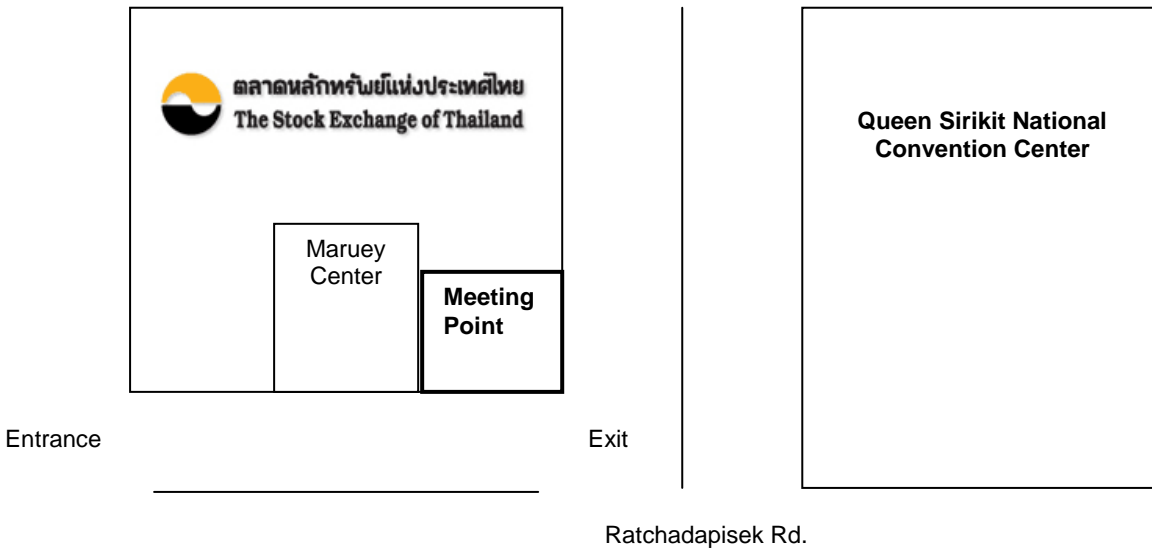 ตลาดหลักทรัพย์แห่งประเทศไทย
The Stock Exchange of Thailand
Queen Sirikit National
Convention Center
Maruey
Center
Meeting
Point
Entrance
Exit
Ratchadapisek Rd.